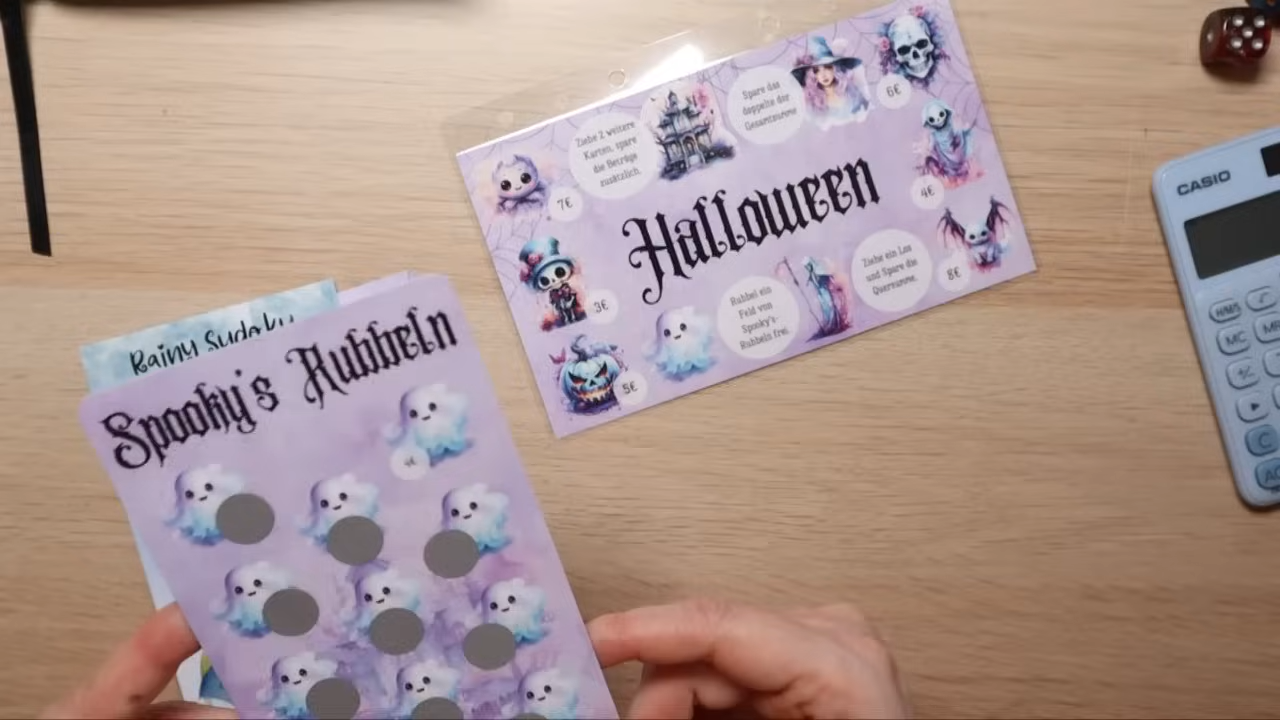 Ziehe 2 weitere
Karten, spare
die Beträge
zusätzlich.
Spare das
doppelte der
Gesamtsumme
6€
7€
4€
Halloween
8€
3€
5€
Rubbel ein
Feld von
Spooky's-
Rubbeln frei.
Ziehe ein Los
und Spare die
Quersumme.
Rainy Sudoku
Spooky's Rubbeln
4€
CASIO
MC
C